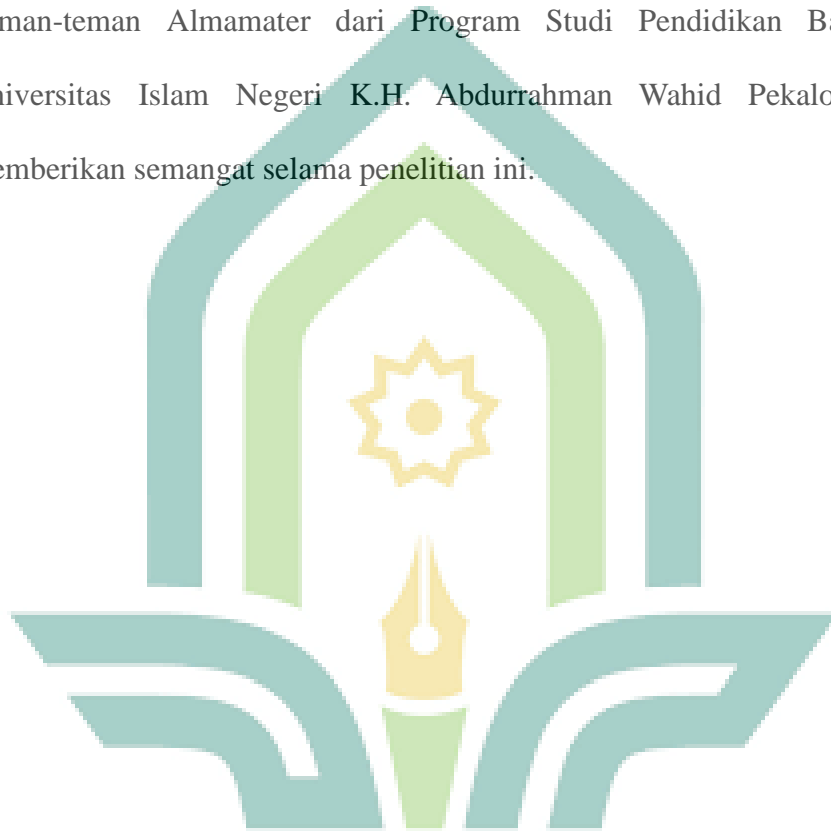 man-teman Almamater dari Program Studi Pendidikan Ba
niversitas Islam Negeri K.H. Abdurrahman Wahid Pekalo
emberikan semangat selama penelitian ini.